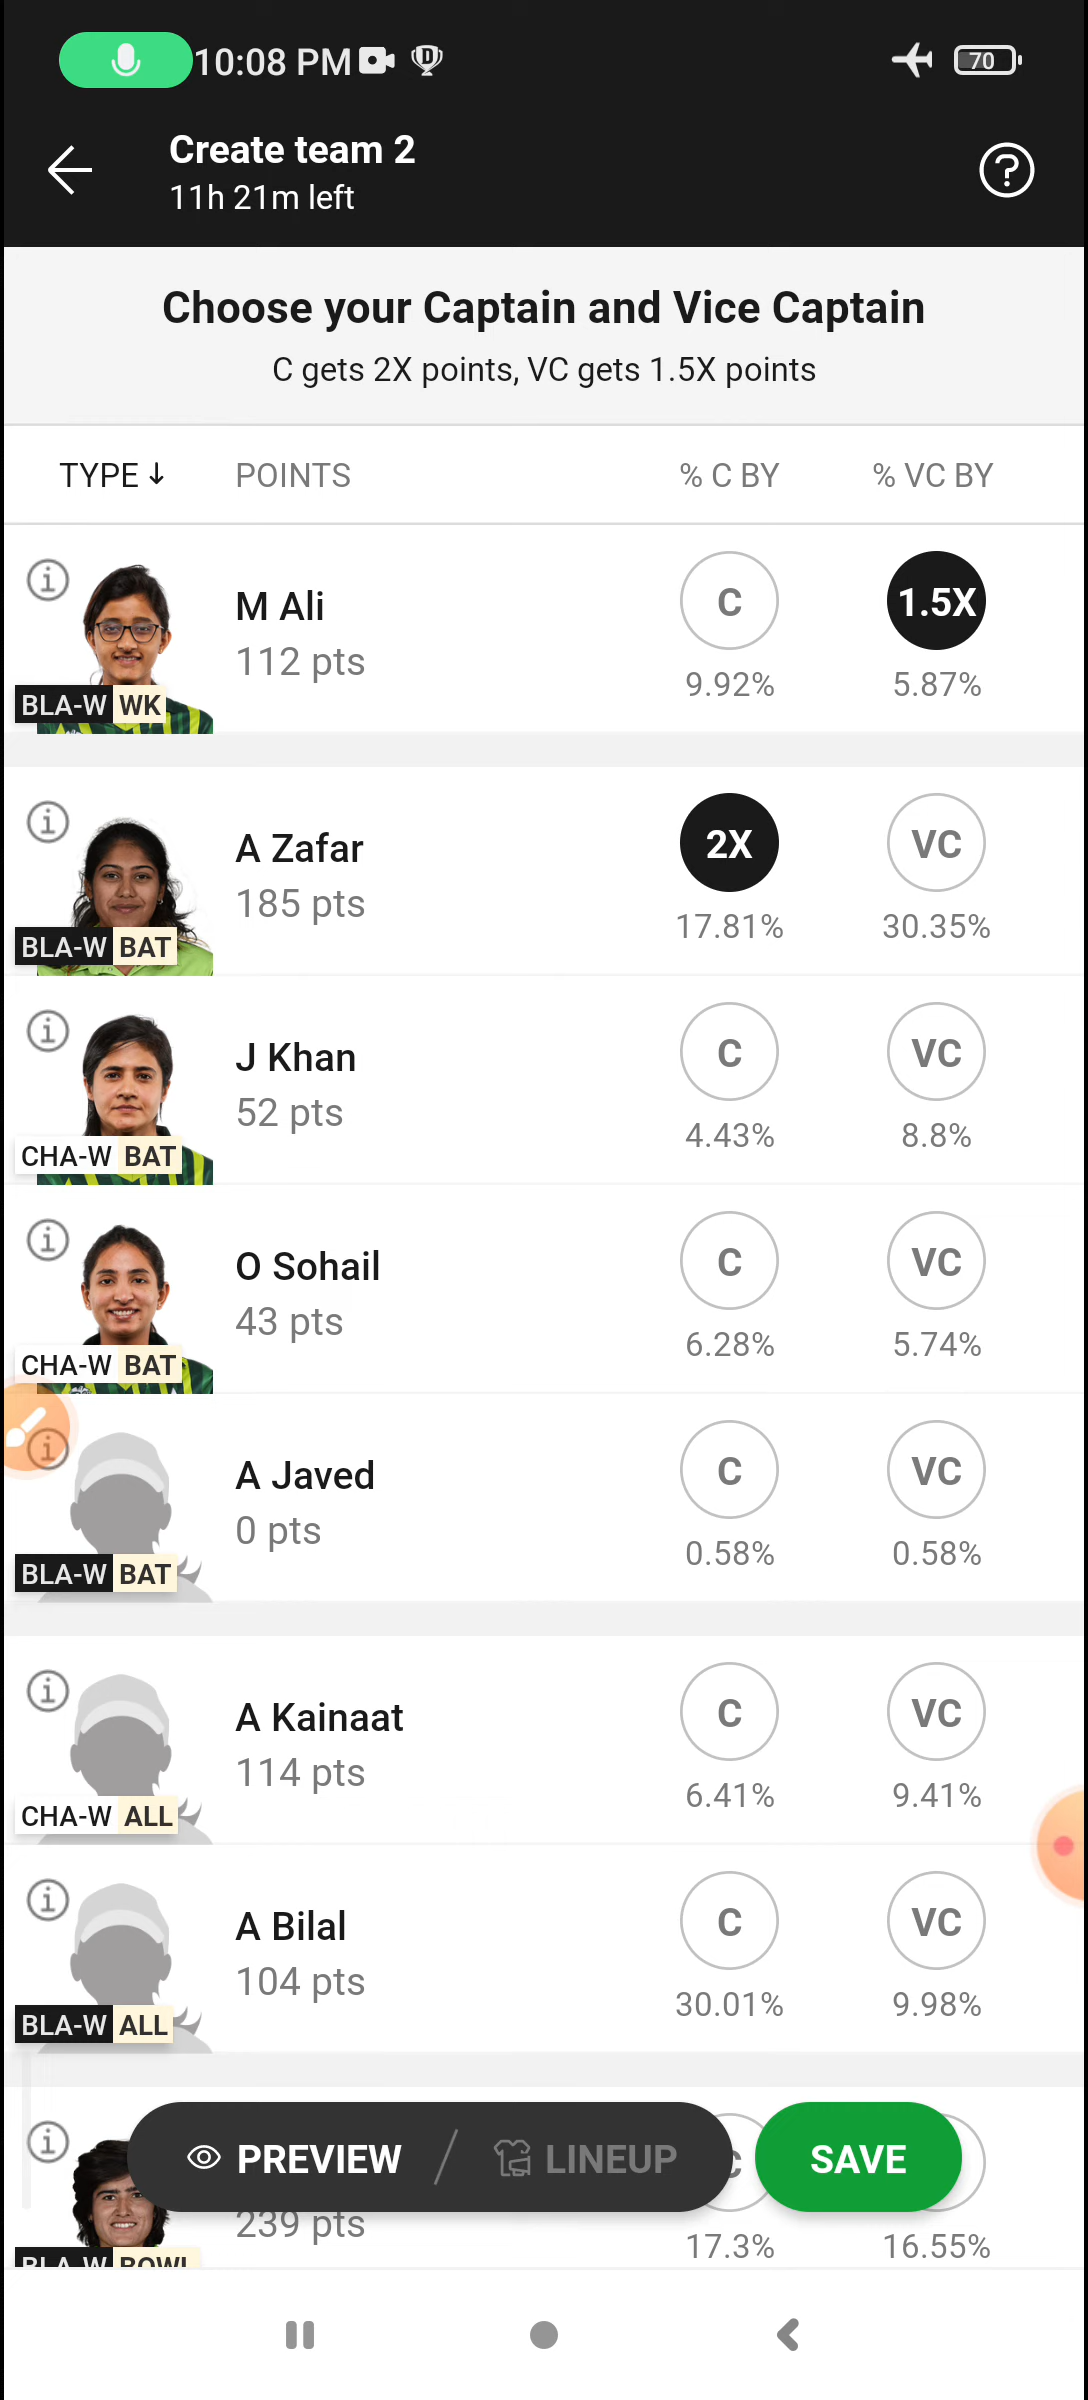 10:08 PM
70
Create team 2
11h 21m left
Choose your Captain and Vice Captain
C gets 2X points, VC gets 1.5X points
TYPE ↓ POINTS % C BY % VC BY
M Ali
112 pts
BLA-W WK
C 1.5X
9.92% 5.87%
A Zafar
185 pts
BLA-W BAT
2X VC
17.81% 30.35%
J Khan
52 pts
CHA-W BAT
C VC
4.43% 8.8%
O Sohail
43 pts
CHA-W BAT
C VC
6.28% 5.74%
A Javed
0 pts
BLA-W BAT
C VC
0.58% 0.58%
A Kainaat
114 pts
CHA-W ALL
C VC
6.41% 9.41%
A Bilal
104 pts
BLA-W ALL
C VC
30.01% 9.98%
PREVIEW / LINEUP SAVE
239 pts
BLA-W BOWL
17.3% 16.55%